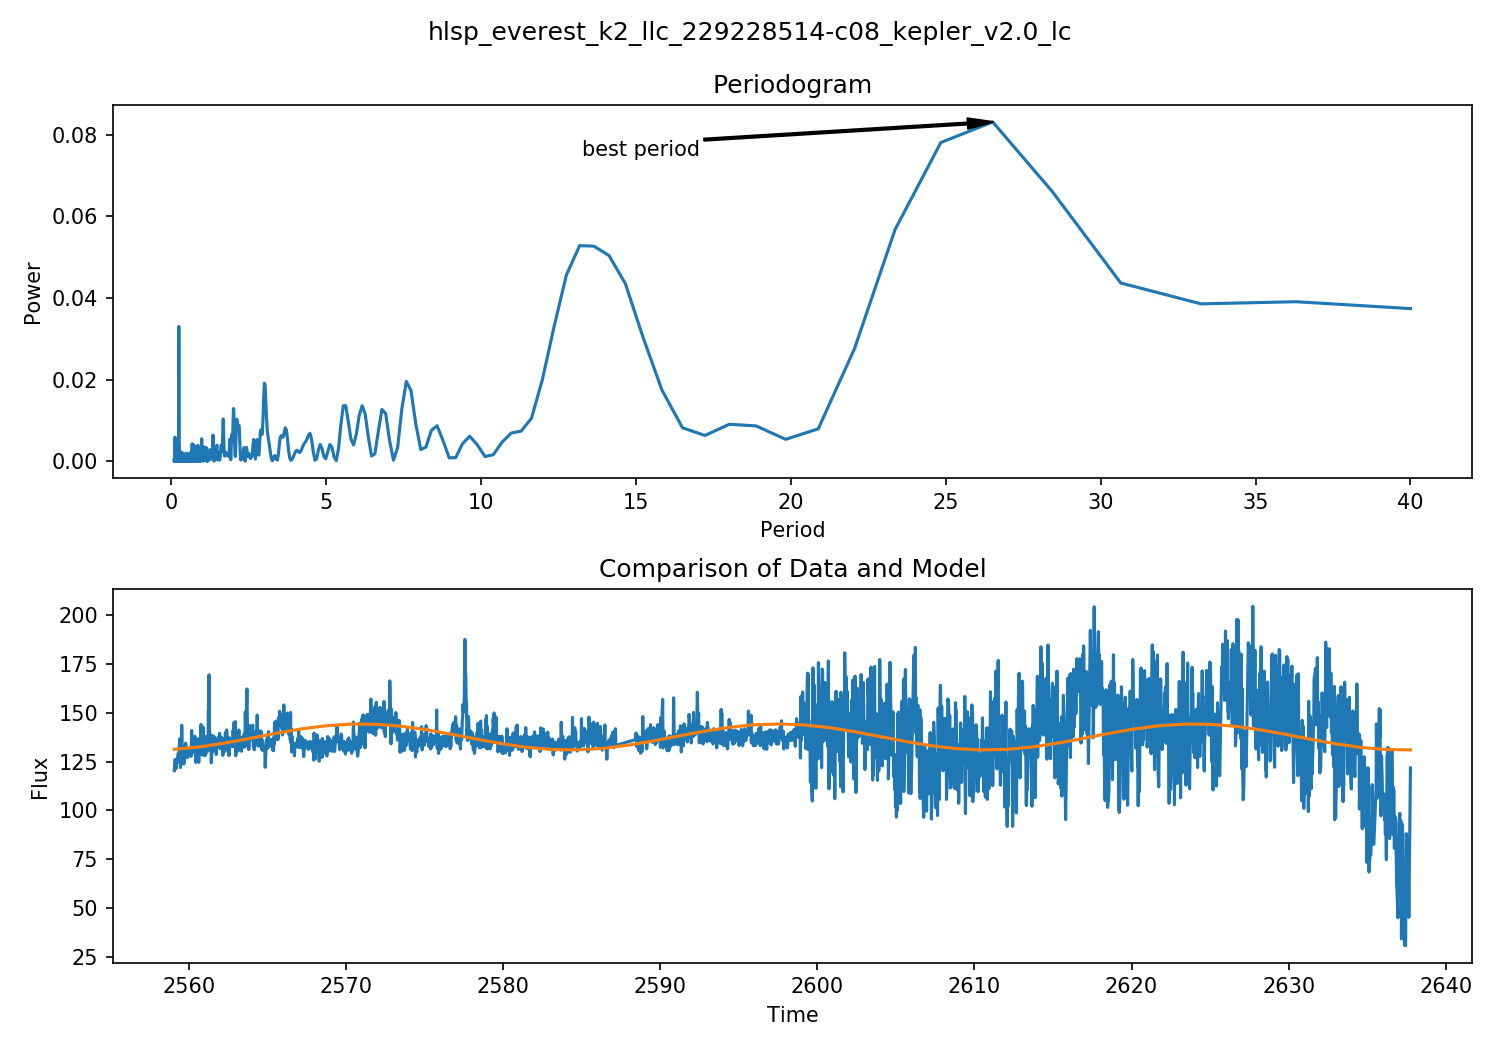 hlsp_everest_k2_llc_229228514-c08_kepler_v2.0_lc
Periodogram
0.08
best period
0.06
0.04
0.02
0.00
Power
0 5 10 15 20 25 30 35 40
Period
Comparison of Data and Model
200
175
150
125
100
75
50
25
Flux
2560 2570 2580 2590 2600 2610 2620 2630 2640
Time